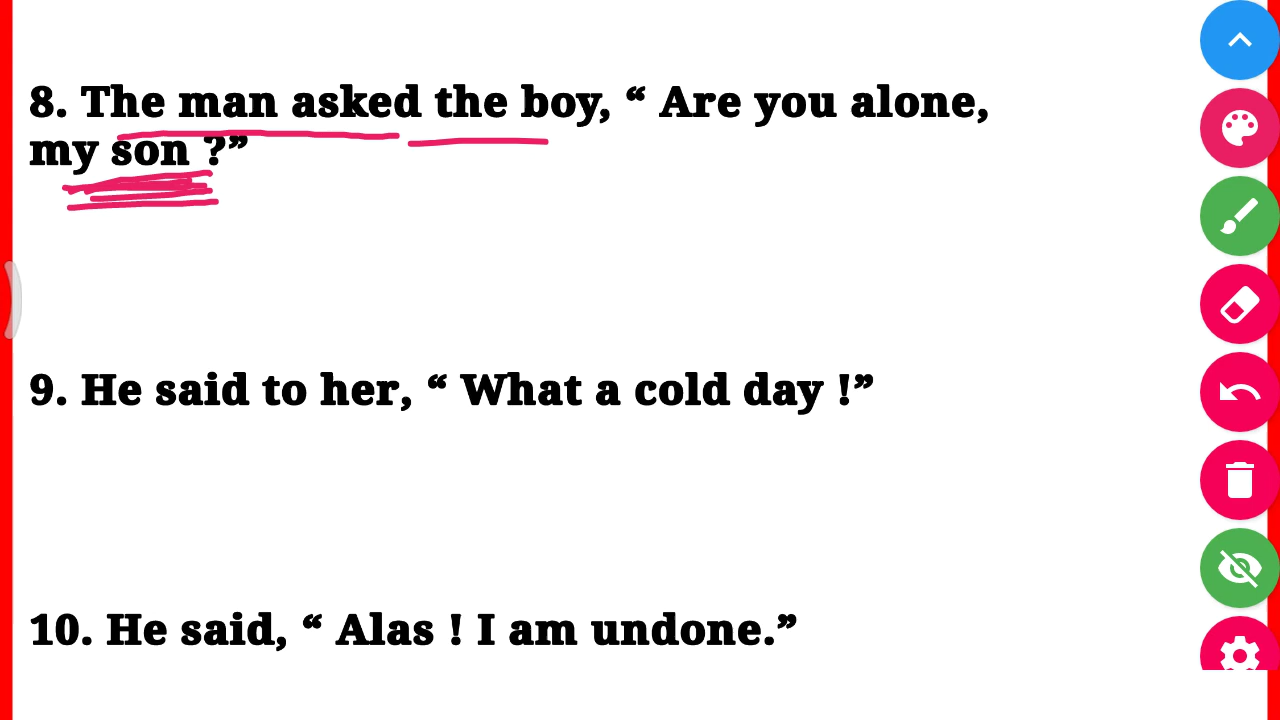 8. The man asked the boy, “ Are you alone,
my son ?”
9. He said to her, “ What a cold day !”
10. He said, “ Alas ! I am undone.”